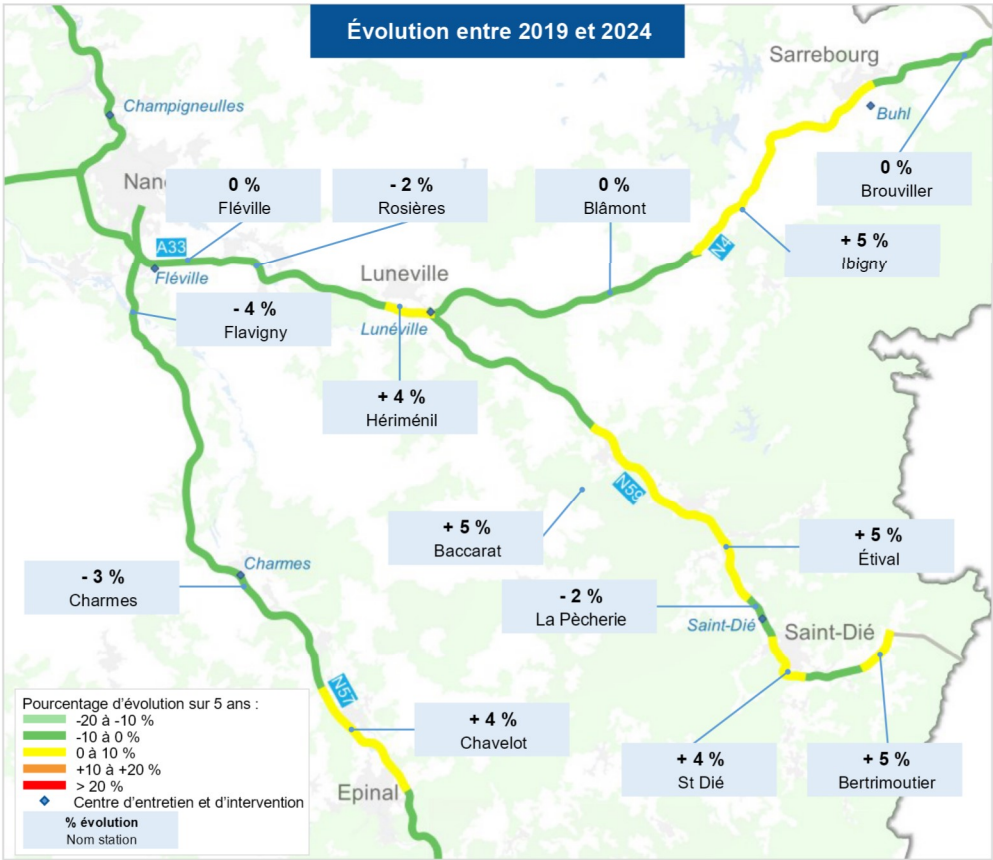 Évolution entre 2019 et 2024
Sarrebourg
Champigneulles
Buhl
Nan
0 %
Fléville
- 2 %
Rosières
0 %
Blâmont
0 %
Brouviller
A33
N4
+ 5 %
Ibigny
Fléville
Luneville
- 4 %
Flavigny
Lunéville
+ 4 %
Hériménil
N59
+ 5 %
Baccarat
+ 5 %
Étival
Charmes
- 3 %
Charmes
- 2 %
La Pècherie
Saint-Dié
Saint-Dié
N57
+ 4 %
Chavelot
+ 4 %
St Dié
+ 5 %
Bertrimoutier
Epinal
Pourcentage d'évolution sur 5 ans :
-20 à -10 %
-10 à 0 %
0 à 10 %
+10 à +20 %
> 20 %
Centre d'entretien et d'intervention
% évolution
Nom station